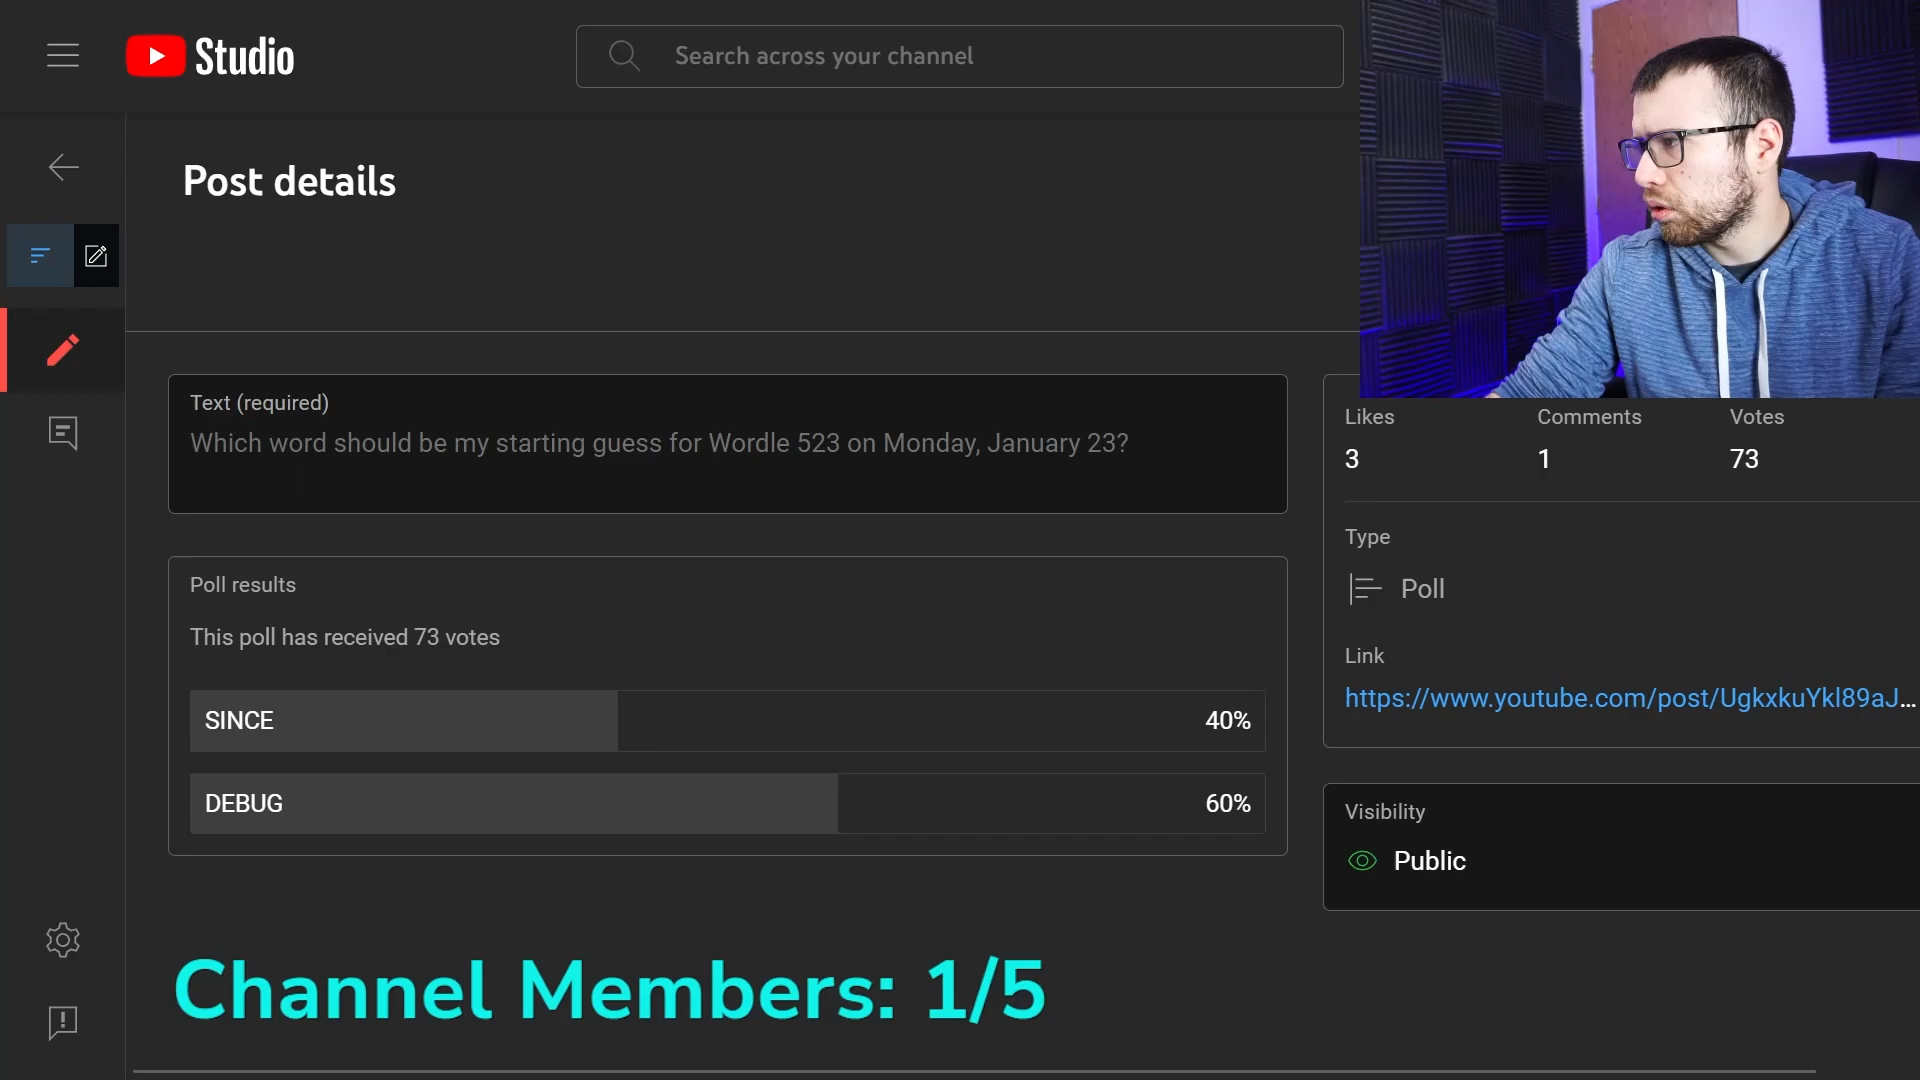 Studio
Search across your channel
Post details
Text (required)
Which word should be my starting guess for Wordle 523 on Monday, January 23?
Likes
Comments
Votes
3
1
73
Poll results
This poll has received 73 votes
SINCE
40%
DEBUG
60%
Type
Poll
Link
https://www.youtube.com/post/UgkxkuYkl89aJ...
Visibility
Public
Channel Members: 1/5